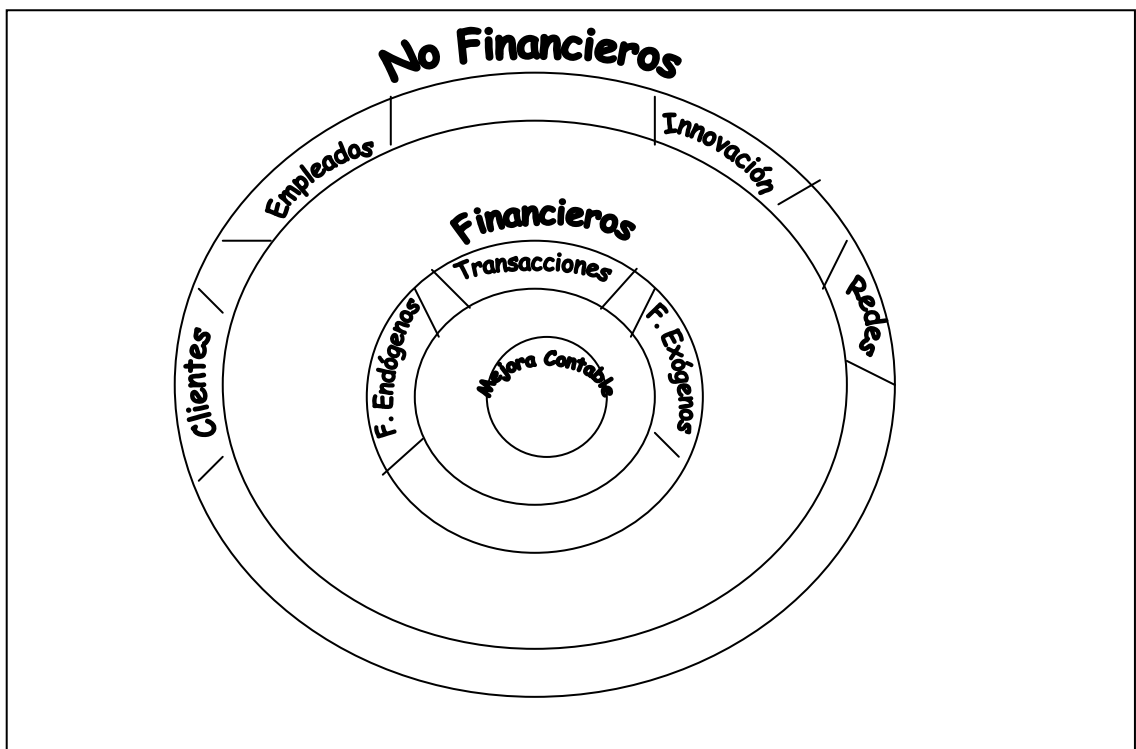 No Financieros
Empleados
Innovación
Clientes
Redes
Financieros
Transacciones
F. Endógenos
F. Exógenos
Mejora Contable